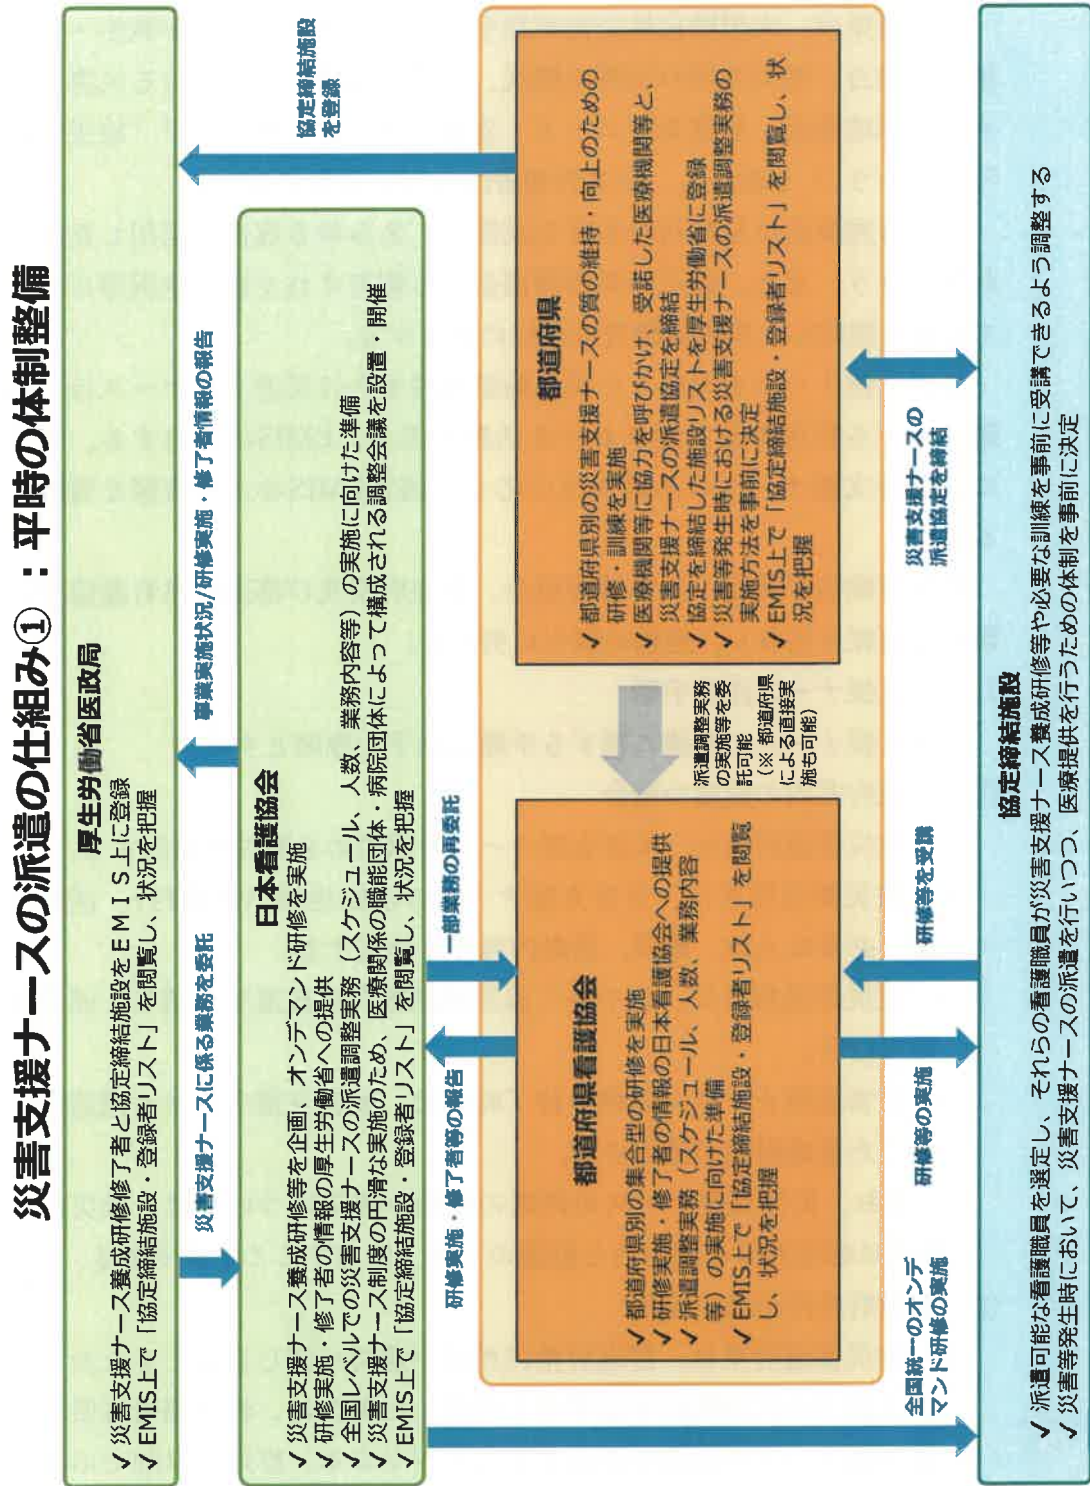 災害支援ナースの派遣の仕組み①：平時の体制整備
厚生労働省医政局
✓ 災害支援ナース養成研修修了者と協定締結施設をＥＭＩＳ上に登録
✓ EMIS上で「協定締結施設・登録者リスト」を閲覧し、状況を把握
災害支援ナースに係る業務を委託
事業実施状況/研修実施・修了者情報の報告
協定締結施設
を登録
日本看護協会
✓ 災害支援ナース養成研修等を企画、オンデマンド研修を実施
✓ 研修実施・修了者の情報の厚生労働省への提供
✓ 全国レベルでの災害支援ナースの派遣調整実務（スケジュール、人数、業務内容等）の実施に向けた準備
✓ 災害支援ナース制度の円滑な実施のため、医療関係の職能団体・病院団体によって構成される調整会議を設置・開催
✓ EMIS上で「協定締結施設・登録者リスト」を閲覧し、状況を把握
研修実施・修了者等の報告
一部業務の再委託
都道府県看護協会
✓ 都道府県別の集合型の研修を実施
✓ 研修実施・修了者の情報の日本看護協会への提供
✓ 派遣調整実務（スケジュール、人数、業務内容
等）の実施に向けた準備
✓ EMIS上で「協定締結施設・登録者リスト」を閲覧
し、状況を把握
派遣調整実務
の実施等を委
託可能
（※ 都道府県
による直接実
施も可能）
都道府県
✓ 都道府県別の災害支援ナースの質の維持・向上のための
研修・訓練を実施
✓ 医療機関等に協力を呼びかけ、受諾した医療機関等と、
災害支援ナースの派遣協定を締結
✓ 協定を締結した施設リストを厚生労働省に登録
✓ 災害等発生時における災害支援ナースの派遣調整実務の
実施方法を事前に決定
✓ EMIS上で「協定締結施設・登録者リスト」を閲覧し、状
況を把握
全国統一のオンデ
マンド研修の実施
研修等の実施
研修等を受講
災害支援ナースの
派遣協定を締結
協定締結施設
✓ 派遣可能な看護職員を選定し、それらの看護職員が災害支援ナース養成研修等や必要な訓練を事前に受講できるよう調整する
✓ 災害等発生時において、災害支援ナースの派遣を行いつつ、医療提供を行うための体制を事前に決定